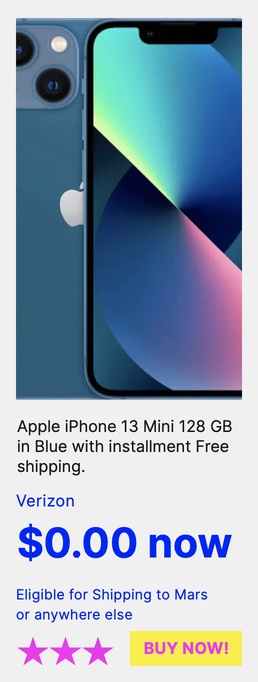 Apple iPhone 13 Mini 128 GB
in Blue with installment Free
shipping.
Verizon
$0.00 now
Eligible for Shipping to Mars
or anywhere else
BUY NOW!